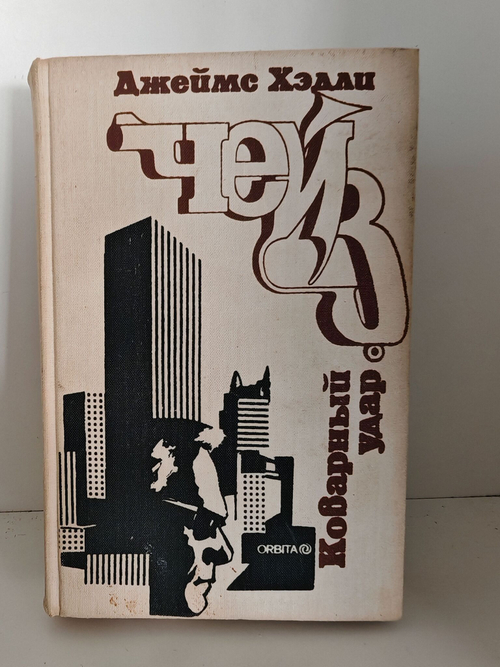 Джеймс Хэдли
Чейз
Коварный
удар
ORBITA